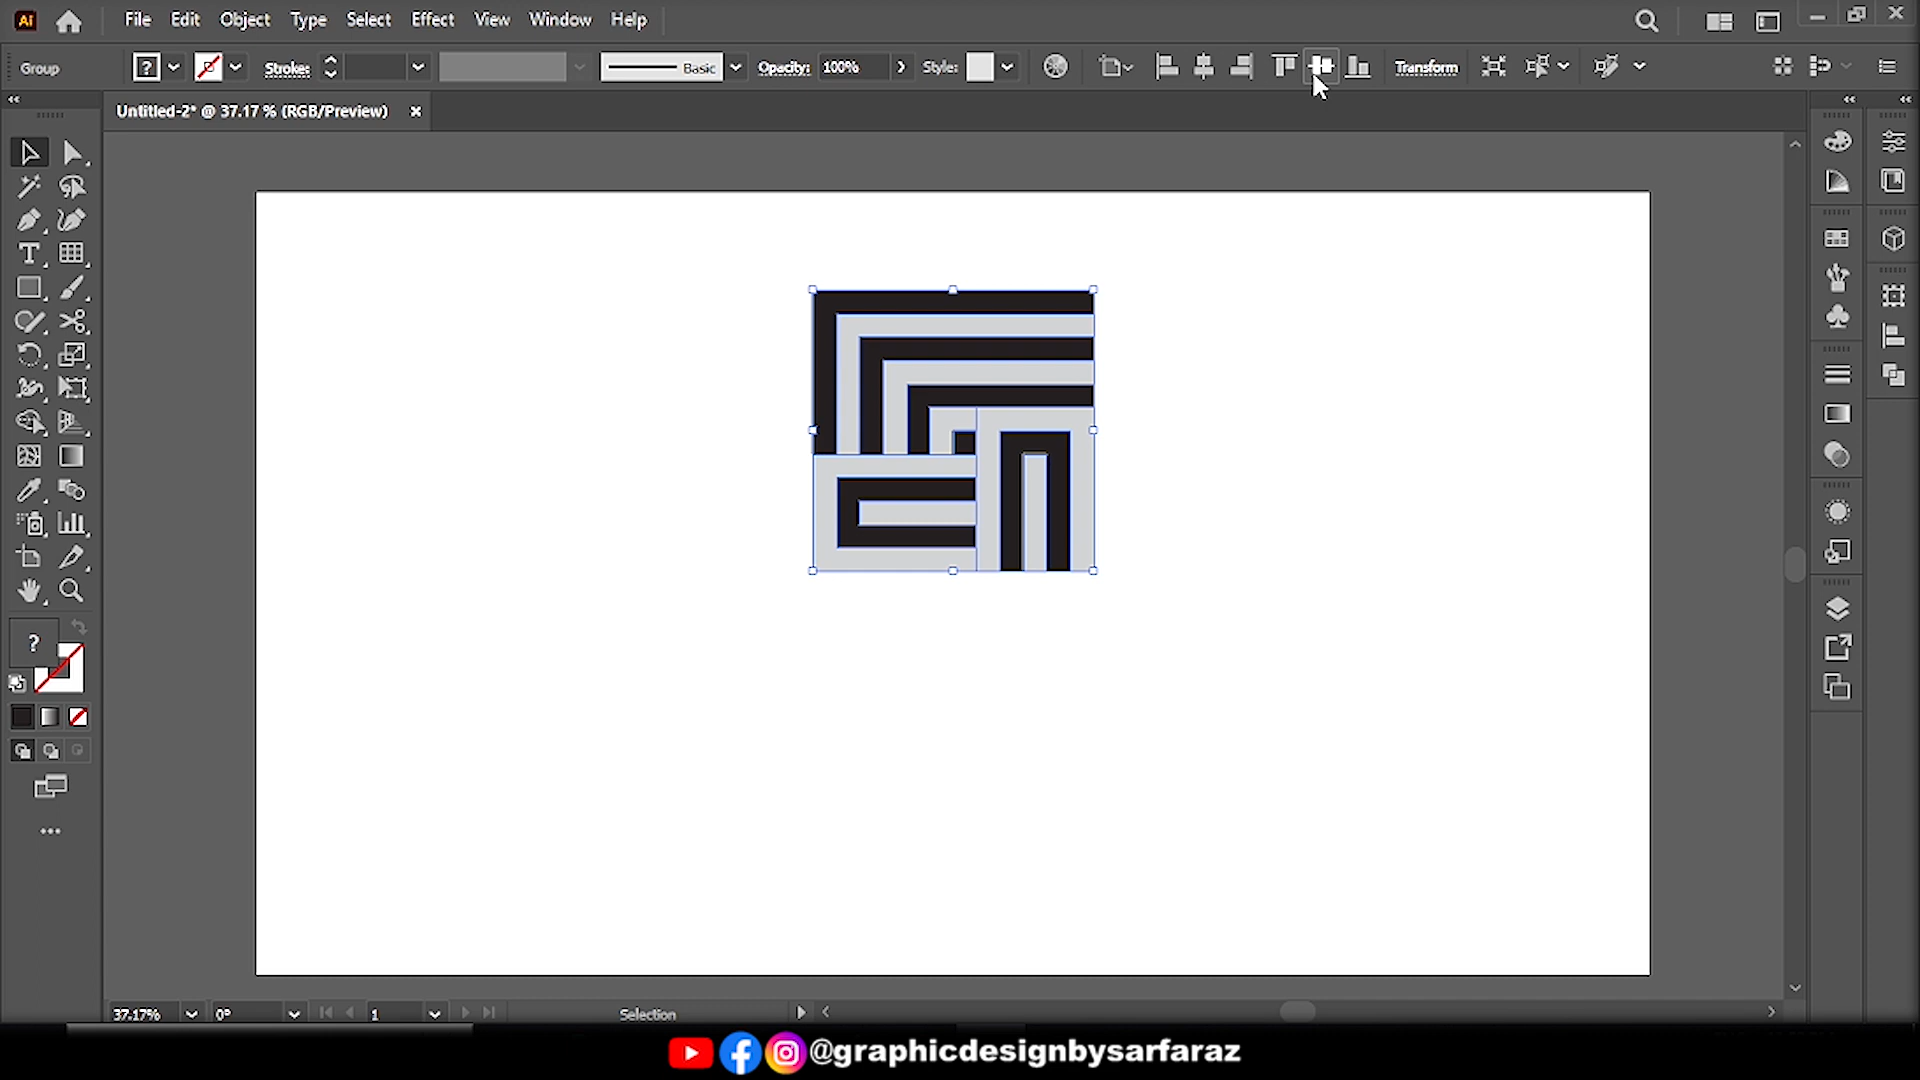 Ai File Edit Object Type Select Effect View Window Help
Group ? Stroke: Basic Opacity: 100% Style: Transform
Untitled-2* @ 37.17 % (RGB/Preview) ×
T
?
37.17% 0° 1 Selection
@graphicdesignbysarfaraz